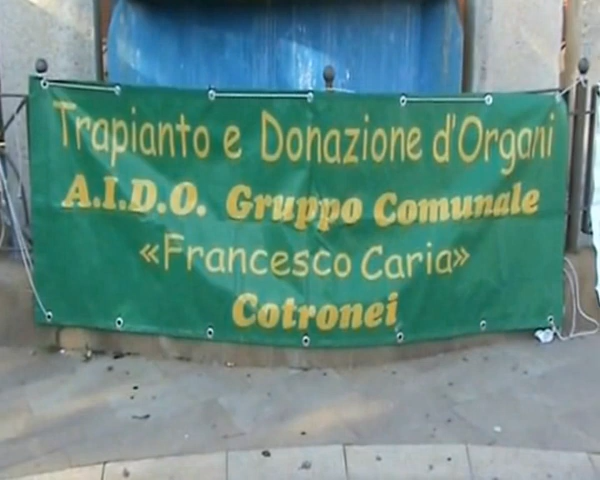 Trapianto e Donazione d'Organi
A.I.D.O. Gruppo Comunale
«Francesco Caria»
Cotronei